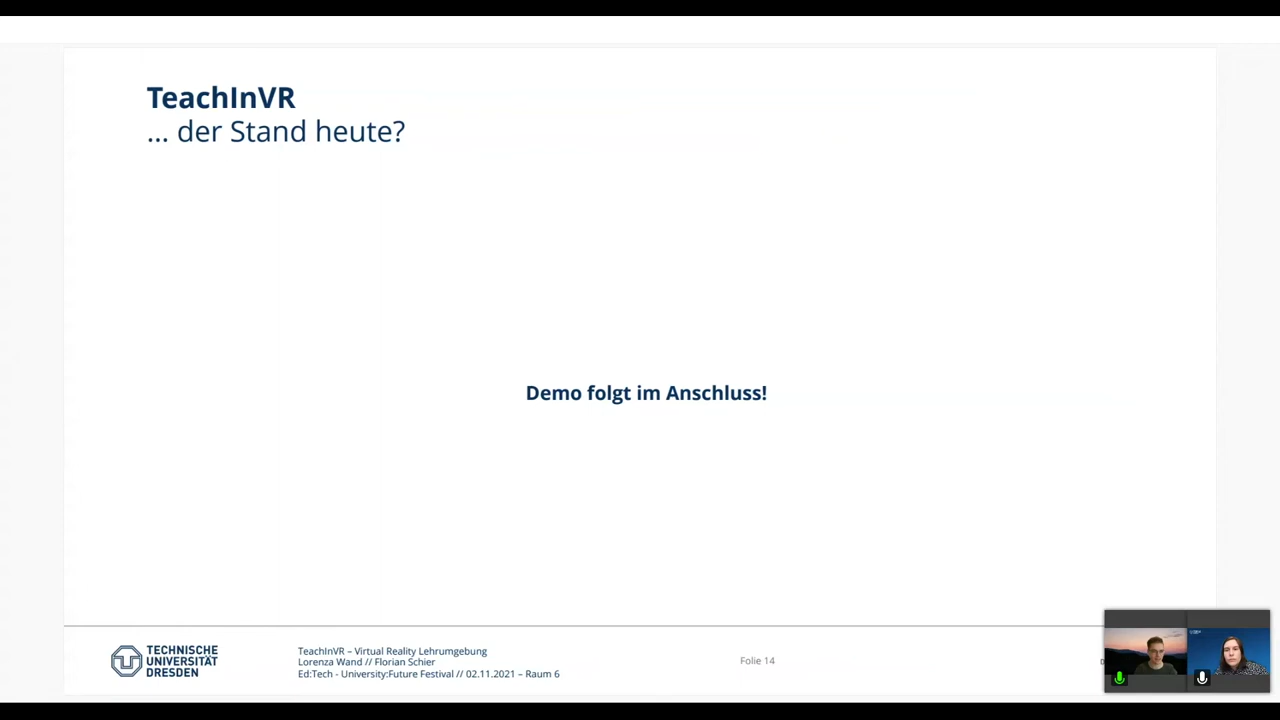 TeachInVR
... der Stand heute?
Demo folgt im Anschluss!
TECHNISCHE
UNIVERSITÄT
DRESDEN
TeachInVR – Virtual Reality Lehrumgebung
Lorenza Wand // Florian Schier
Ed:Tech - University:Future Festival // 02.11.2021 – Raum 6
Folie 14